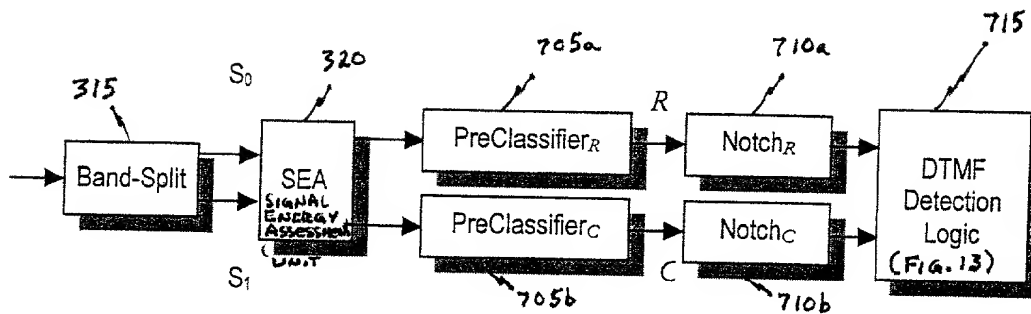 315
S0
320
705a
R
710a
715
Band-Split
SEA
SIGNAL
ENERGY
ASSESSMENT
UNIT
PreClassifierR
NotchR
DTMF
Detection
Logic
(FIG. 13)
PreClassifierC
NotchC
S1
705b
C
710b